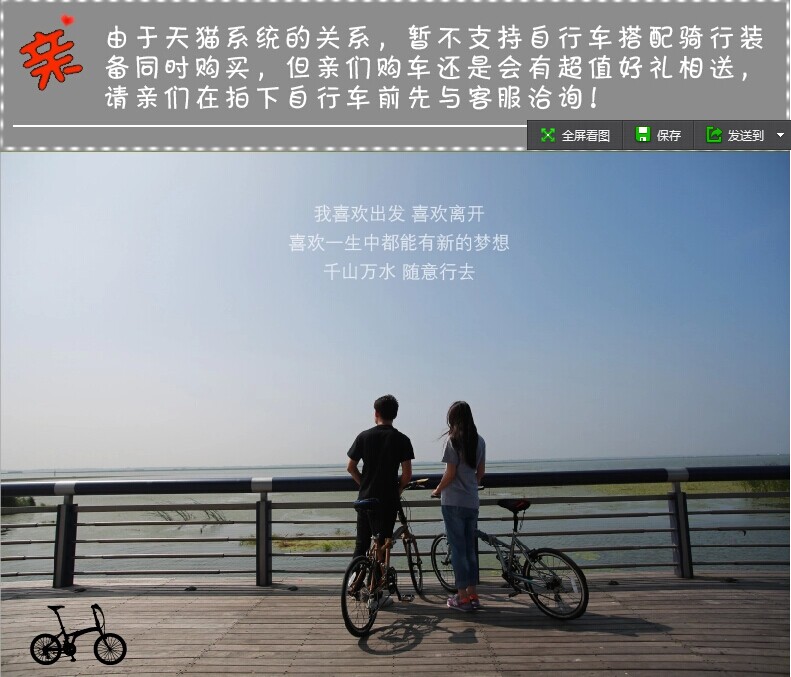 亲
由于天猫系统的关系，暂不支持自行车搭配骑行装
备同时购买，但亲们购车还是会有超值好礼相送，
请亲们在拍下自行车前先与客服洽询！
全屏看图 保存 发送到
我喜欢出发 喜欢离开
喜欢一生中都能有新的梦想
千山万水 随意行去